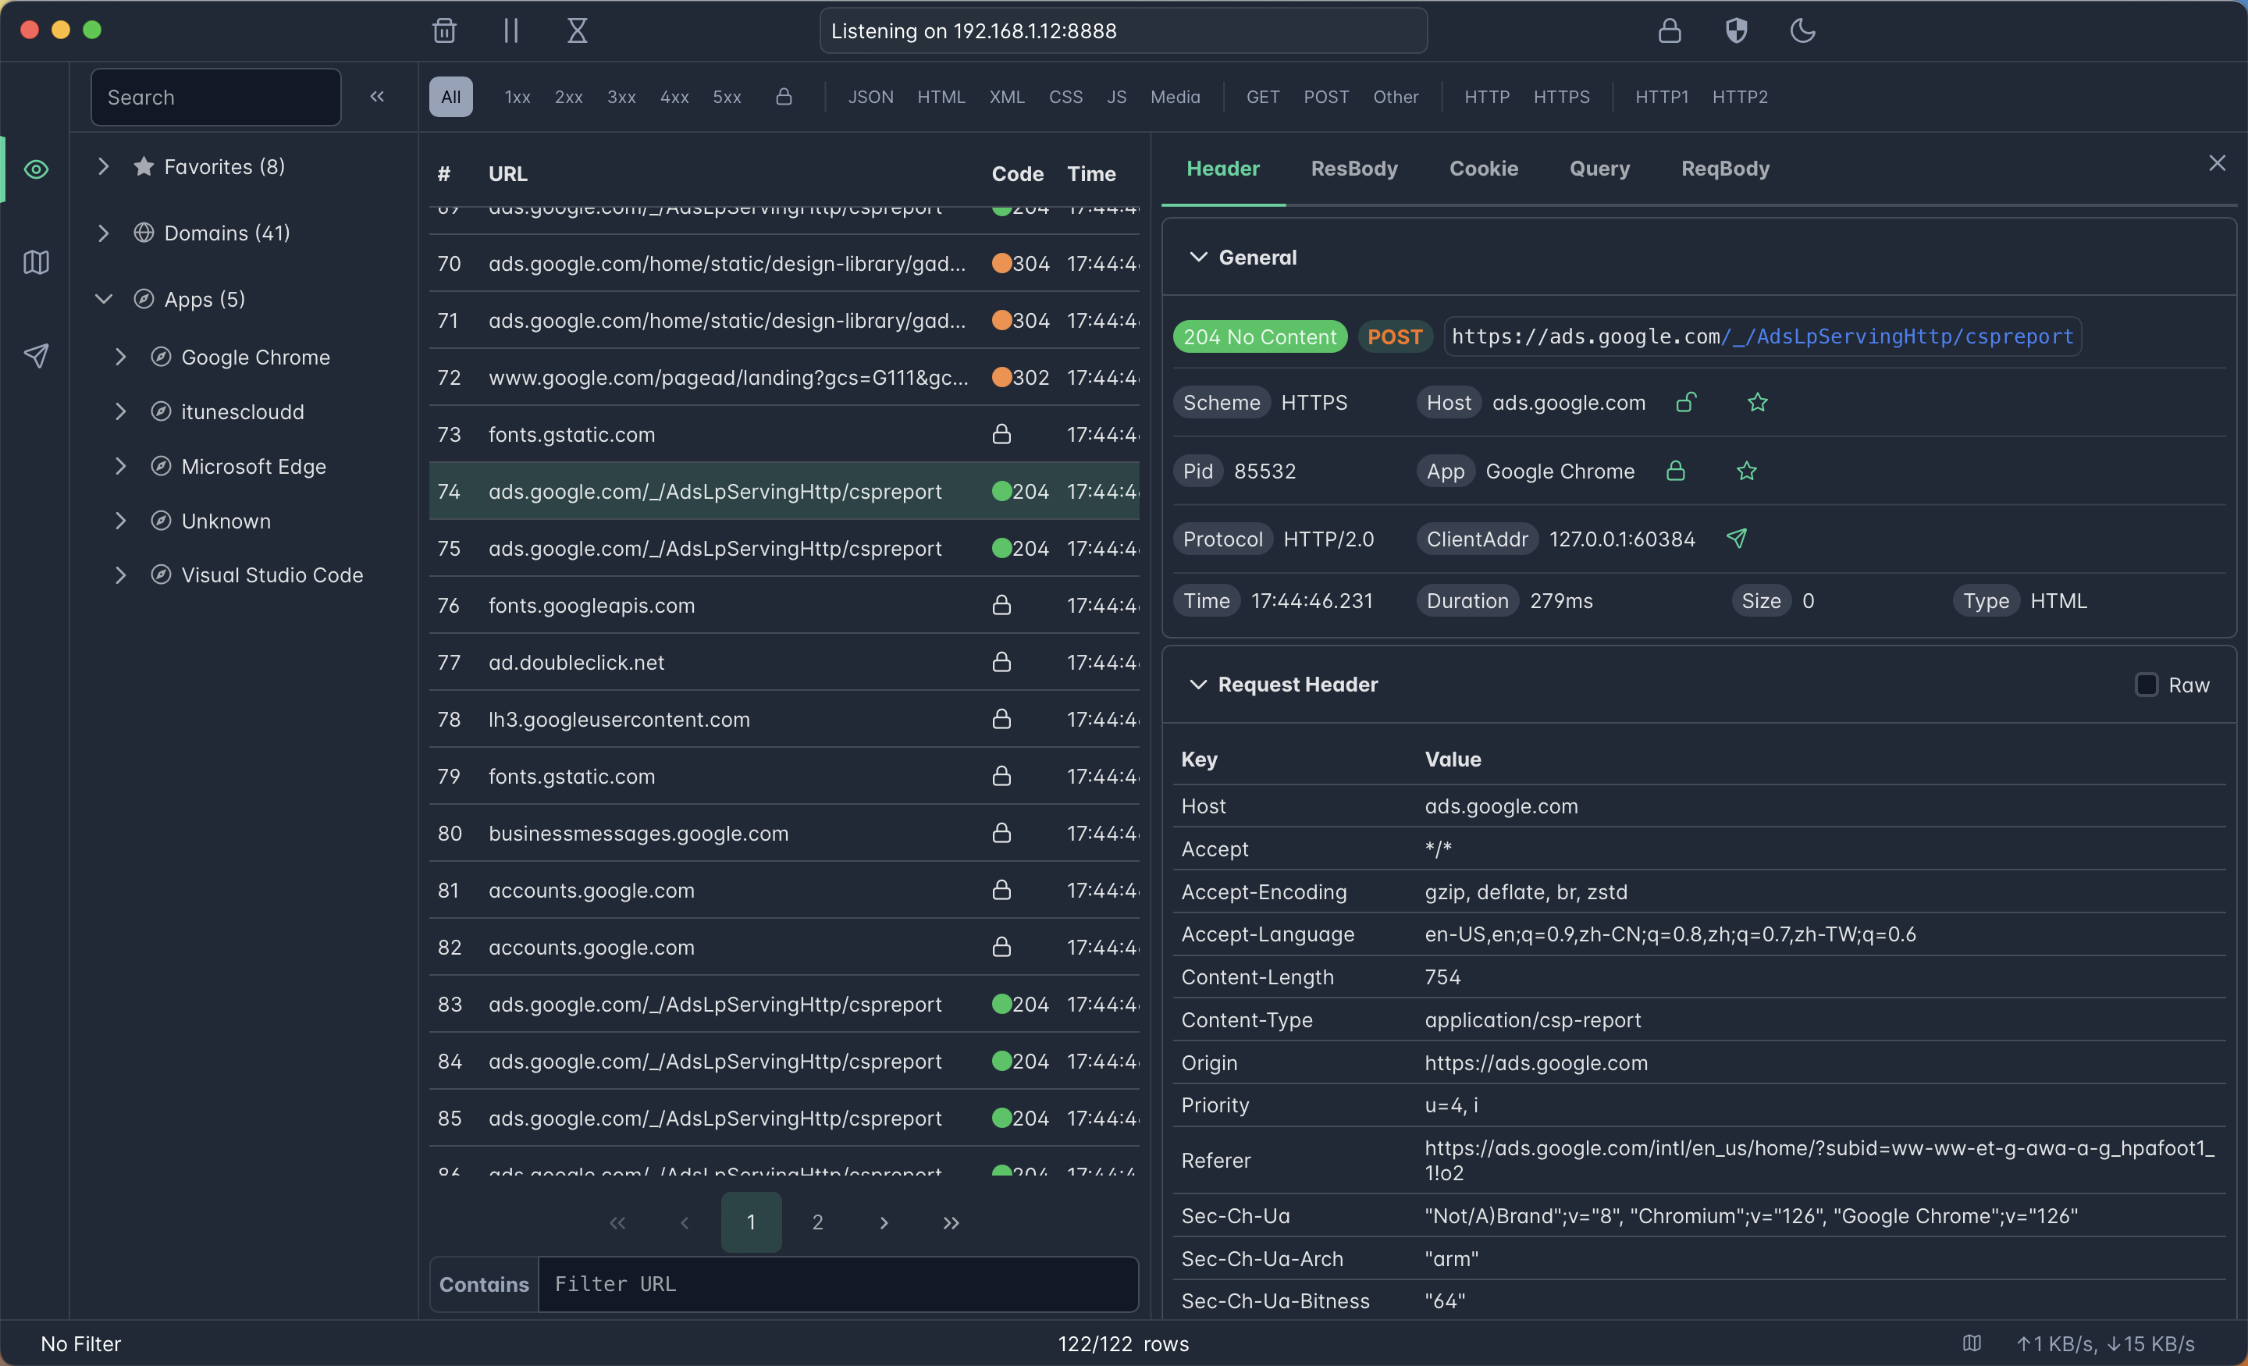 Listening on 192.168.1.12:8888
Search
All 1xx 2xx 3xx 4xx 5xx JSON HTML XML CSS JS Media GET POST Other HTTP HTTPS HTTP1 HTTP2
Favorites (8)
Domains (41)
Apps (5)
Google Chrome
itunescloudd
Microsoft Edge
Unknown
Visual Studio Code
# URL Code Time
69 ads.google.com/_/AdsLpServingHttp/cspreport 204 17:44:4
70 ads.google.com/home/static/design-library/gad... 304 17:44:4
71 ads.google.com/home/static/design-library/gad... 304 17:44:4
72 www.google.com/pagead/landing?gcs=G111&gc... 302 17:44:4
73 fonts.gstatic.com 17:44:4
74 ads.google.com/_/AdsLpServingHttp/cspreport 204 17:44:4
75 ads.google.com/_/AdsLpServingHttp/cspreport 204 17:44:4
76 fonts.googleapis.com 17:44:4
77 ad.doubleclick.net 17:44:4
78 lh3.googleusercontent.com 17:44:4
79 fonts.gstatic.com 17:44:4
80 businessmessages.google.com 17:44:4
81 accounts.google.com 17:44:4
82 accounts.google.com 17:44:4
83 ads.google.com/_/AdsLpServingHttp/cspreport 204 17:44:4
84 ads.google.com/_/AdsLpServingHttp/cspreport 204 17:44:4
85 ads.google.com/_/AdsLpServingHttp/cspreport 204 17:44:4
86 ads.google.com/_/AdsLpServingHttp/cspreport 204 17:44:4
1 2
Contains Filter URL
Header ResBody Cookie Query ReqBody
General
204 No Content POST https://ads.google.com/_/AdsLpServingHttp/cspreport
Scheme HTTPS Host ads.google.com
Pid 85532 App Google Chrome
Protocol HTTP/2.0 ClientAddr 127.0.0.1:60384
Time 17:44:46.231 Duration 279ms Size 0 Type HTML
Request Header Raw
Key Value
Host ads.google.com
Accept */*
Accept-Encoding gzip, deflate, br, zstd
Accept-Language en-US,en;q=0.9,zh-CN;q=0.8,zh;q=0.7,zh-TW;q=0.6
Content-Length 754
Content-Type application/csp-report
Origin https://ads.google.com
Priority u=4, i
Referer https://ads.google.com/intl/en_us/home/?subid=ww-ww-et-g-awa-a-g_hpafoot1_
1!o2
Sec-Ch-Ua "Not/A)Brand";v="8", "Chromium";v="126", "Google Chrome";v="126"
Sec-Ch-Ua-Arch "arm"
Sec-Ch-Ua-Bitness "64"
No Filter 122/122 rows ↑1 KB/s, ↓15 KB/s